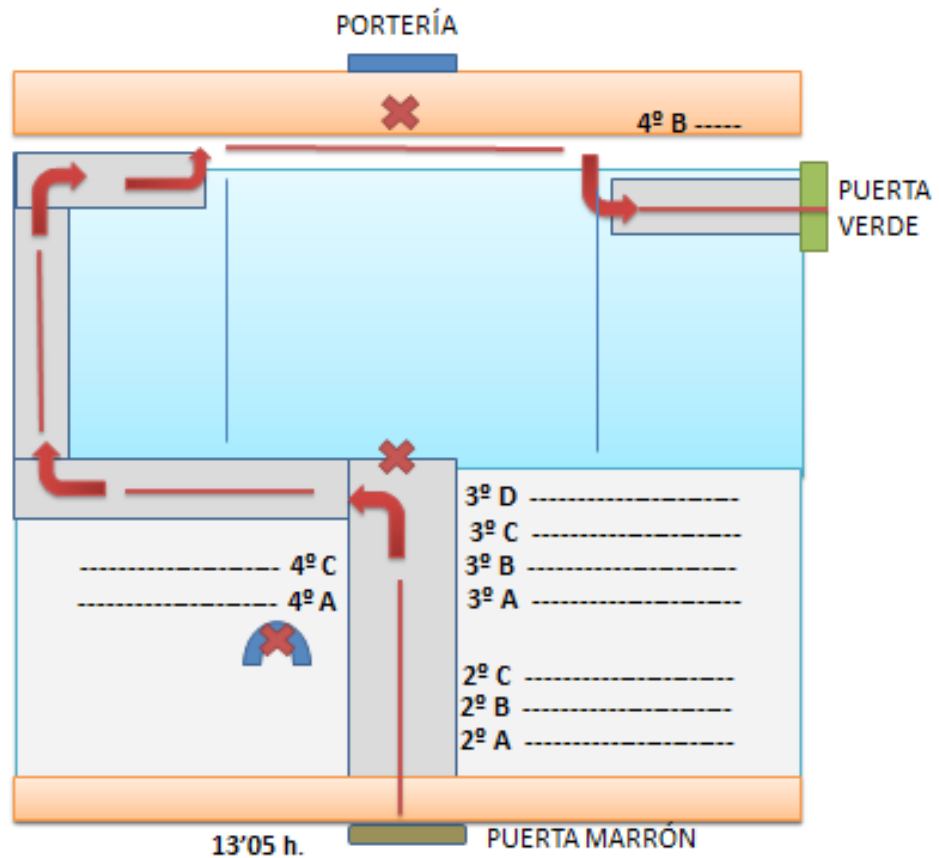 PORTERÍA
4º B -----
PUERTA
VERDE
3º D -------------------------
3º C -------------------------
------------------------ 4º C
3º B -------------------------
------------------------ 4º A
3º A -------------------------
2º C -------------------------
2º B -------------------------
2º A -------------------------
13'05 h.
PUERTA MARRÓN